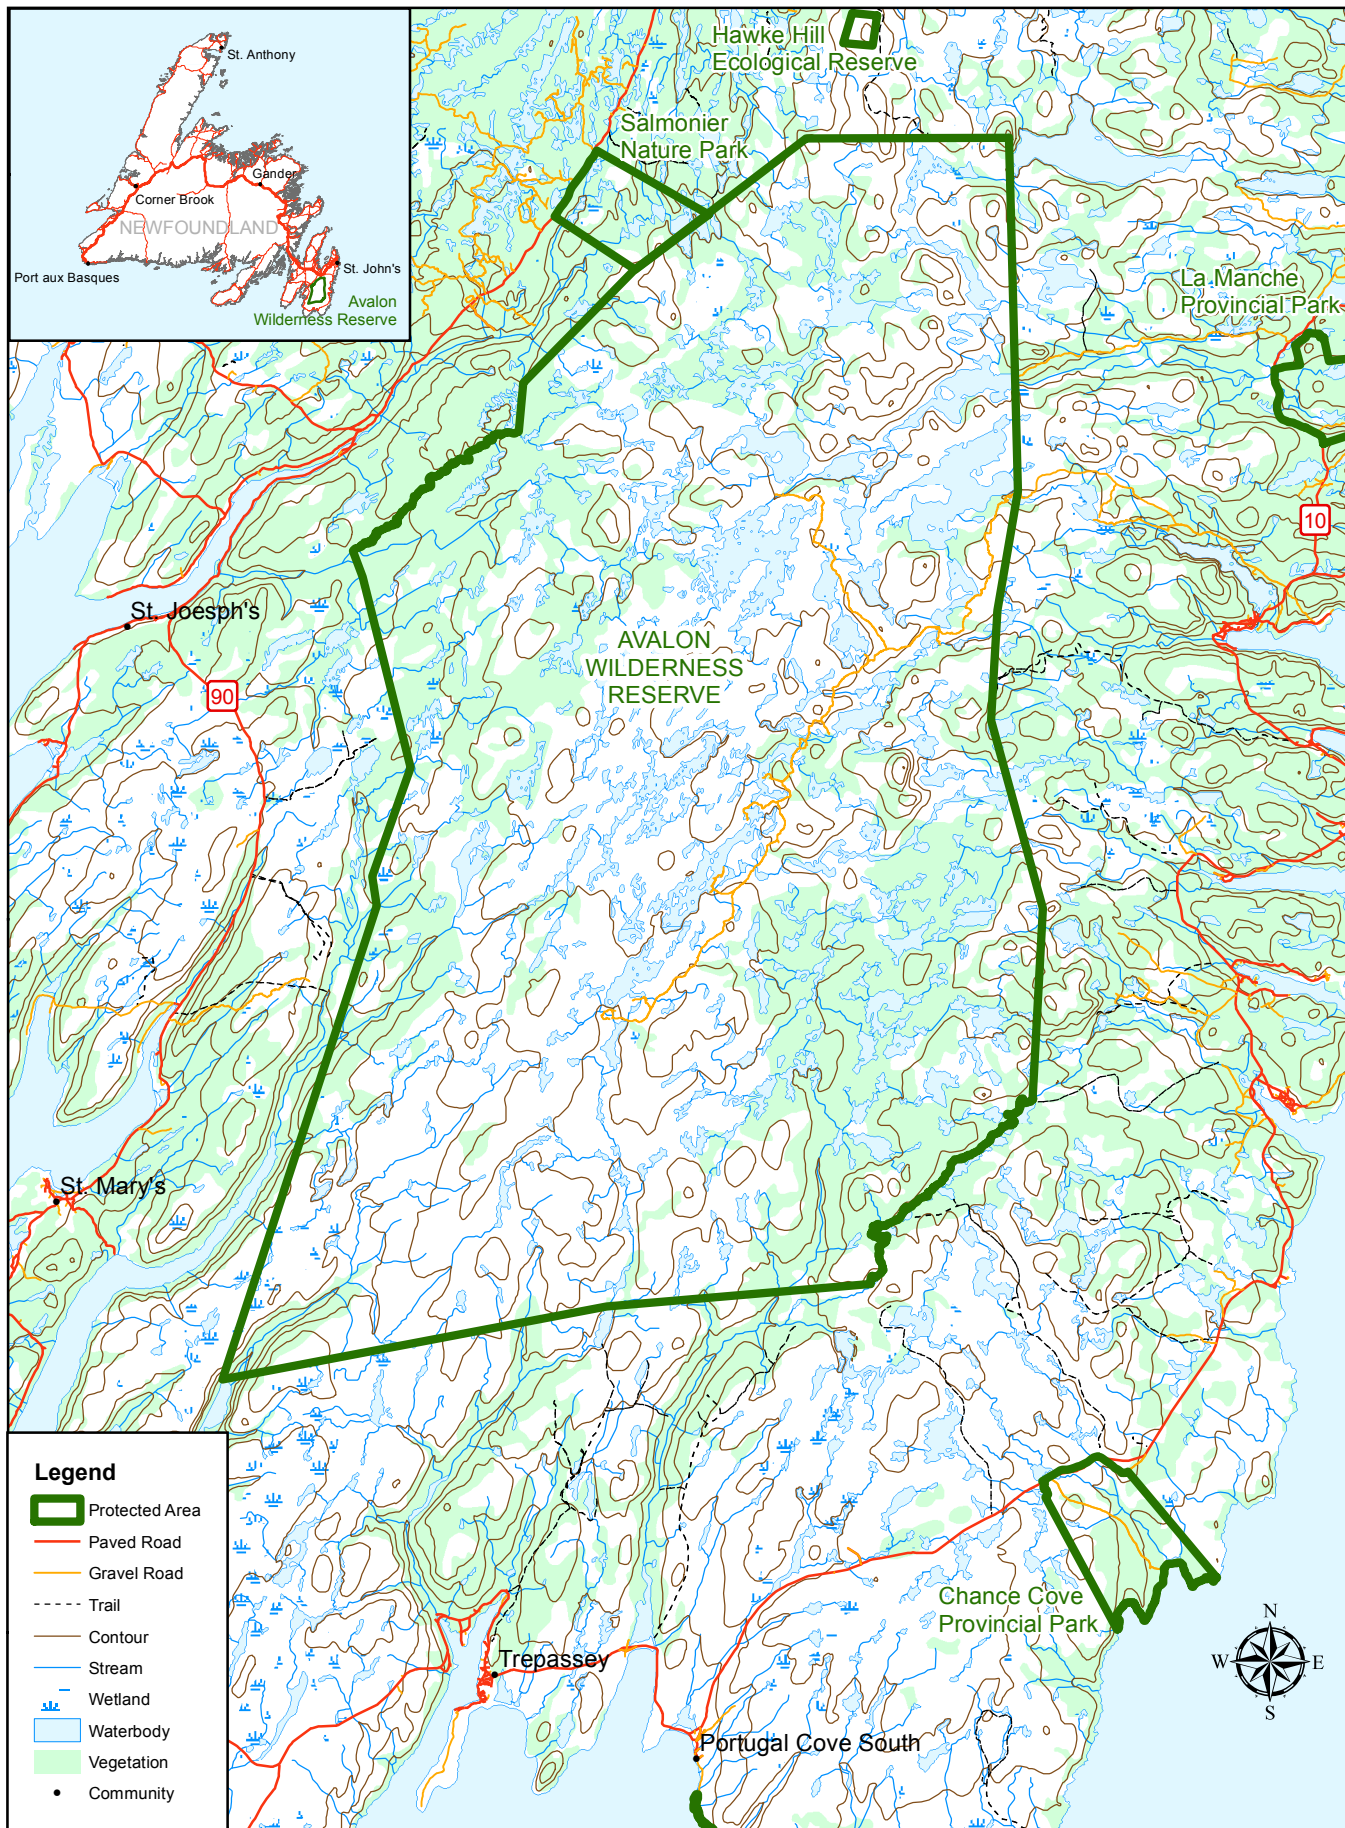 St. Anthony
Gander
Corner Brook
NEWFOUNDLAND
St. John's
Port aux Basques
Avalon
Wilderness Reserve
Hawke Hill
Ecological Reserve
Salmonier
Nature Park
La Manche
Provincial Park
10
St. Joesph's
90
AVALON
WILDERNESS
RESERVE
St. Mary's
Chance Cove
Provincial Park
Trepassey
Portugal Cove South
N
W
E
S
Legend
Protected Area
Paved Road
Gravel Road
Trail
Contour
Stream
Wetland
Waterbody
Vegetation
Community